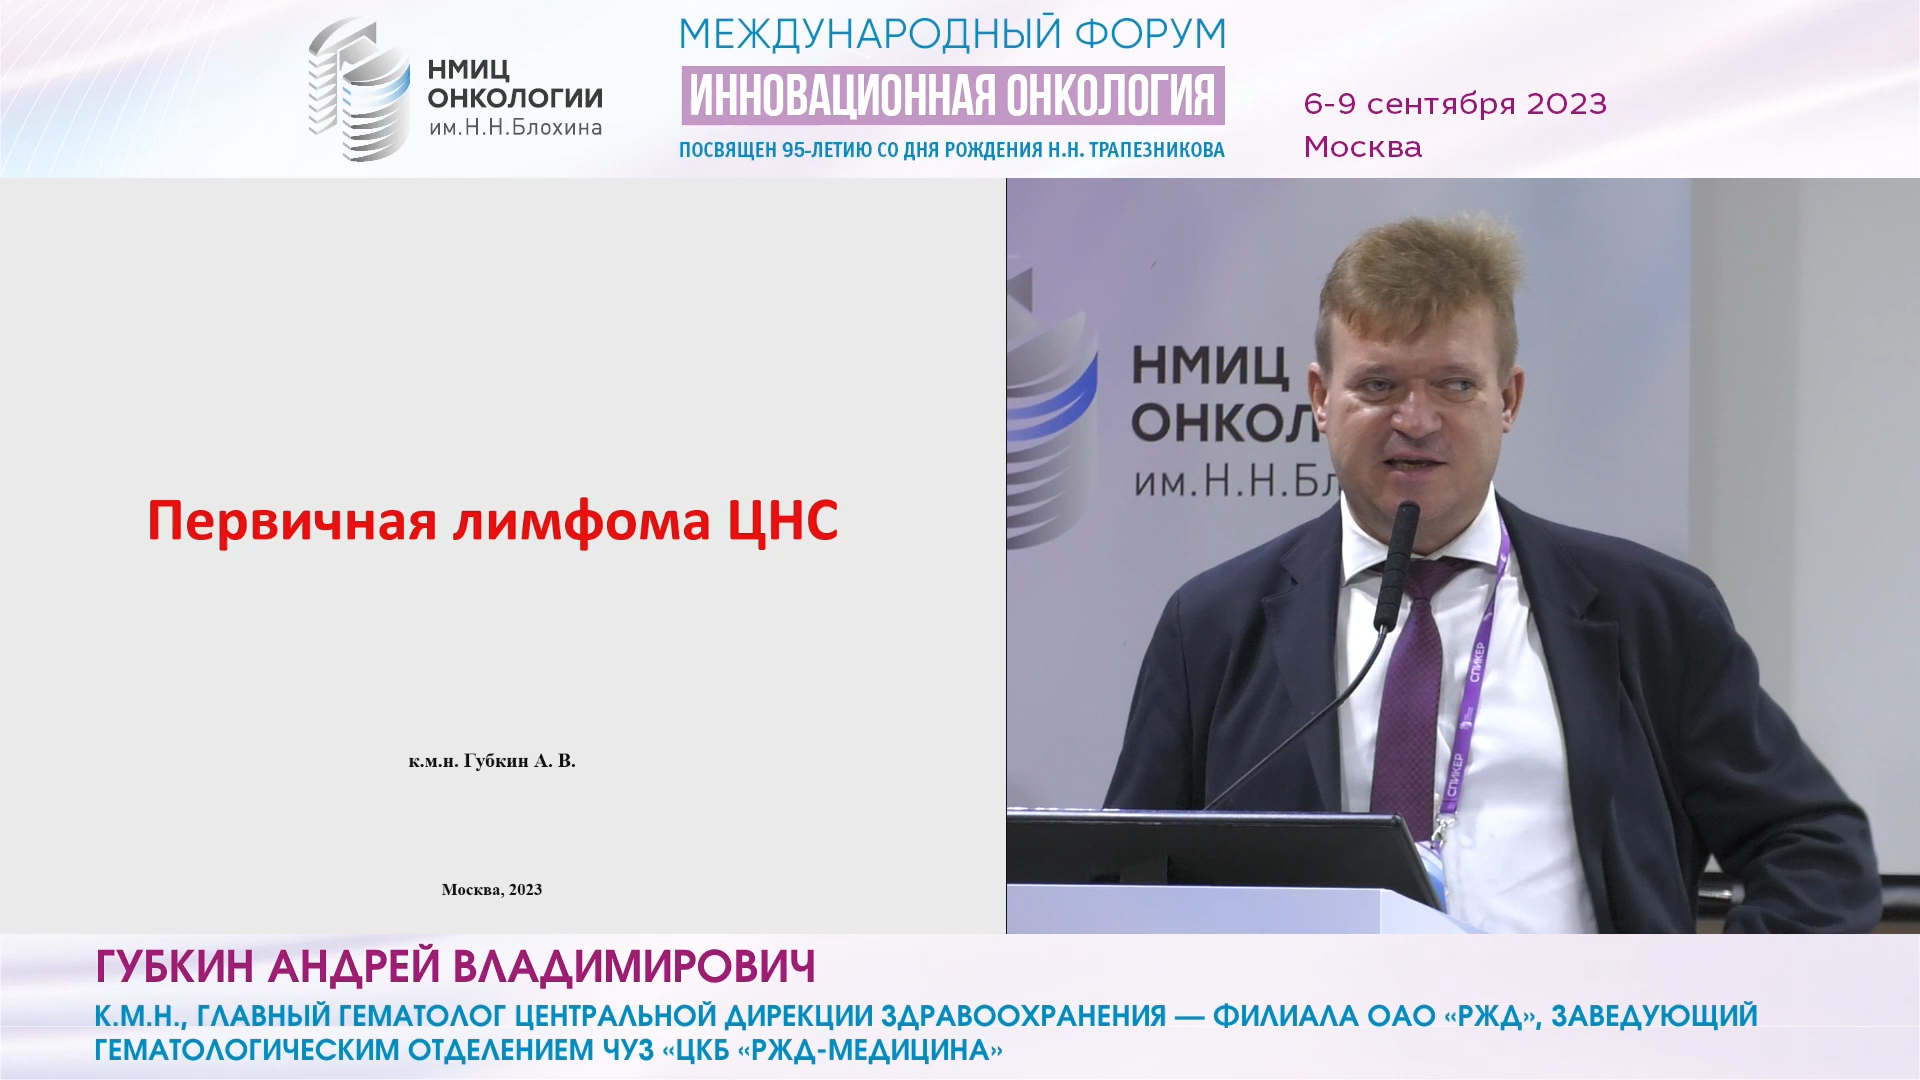 НМИЦ
ОНКОЛОГИИ
им.Н.Н.Блохина
МЕЖДУНАРОДНЫЙ ФОРУМ
ИННОВАЦИОННАЯ ОНКОЛОГИЯ
ПОСВЯЩЕН 95-ЛЕТИЮ СО ДНЯ РОЖДЕНИЯ Н.Н. ТРАПЕЗНИКОВА
6-9 сентября 2023
Москва
Первичная лимфома ЦНС
к.м.н. Губкин А. В.
Москва, 2023
НМИЦ
ОНКОЛ
им.Н.Н.Бл
СПИКЕР
СПИКЕР
ГУБКИН АНДРЕЙ ВЛАДИМИРОВИЧ
К.М.Н., ГЛАВНЫЙ ГЕМАТОЛОГ ЦЕНТРАЛЬНОЙ ДИРЕКЦИИ ЗДРАВООХРАНЕНИЯ — ФИЛИАЛА ОАО «РЖД», ЗАВЕДУЮЩИЙ
ГЕМАТОЛОГИЧЕСКИМ ОТДЕЛЕНИЕМ ЧУЗ «ЦКБ «РЖД-МЕДИЦИНА»